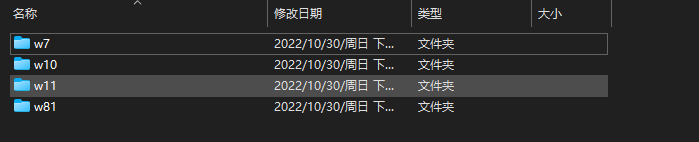 名称 修改日期 类型 大小
w7 2022/10/30/周日 下... 文件夹
w10 2022/10/30/周日 下... 文件夹
w11 2022/10/30/周日 下... 文件夹
w81 2022/10/30/周日 下... 文件夹